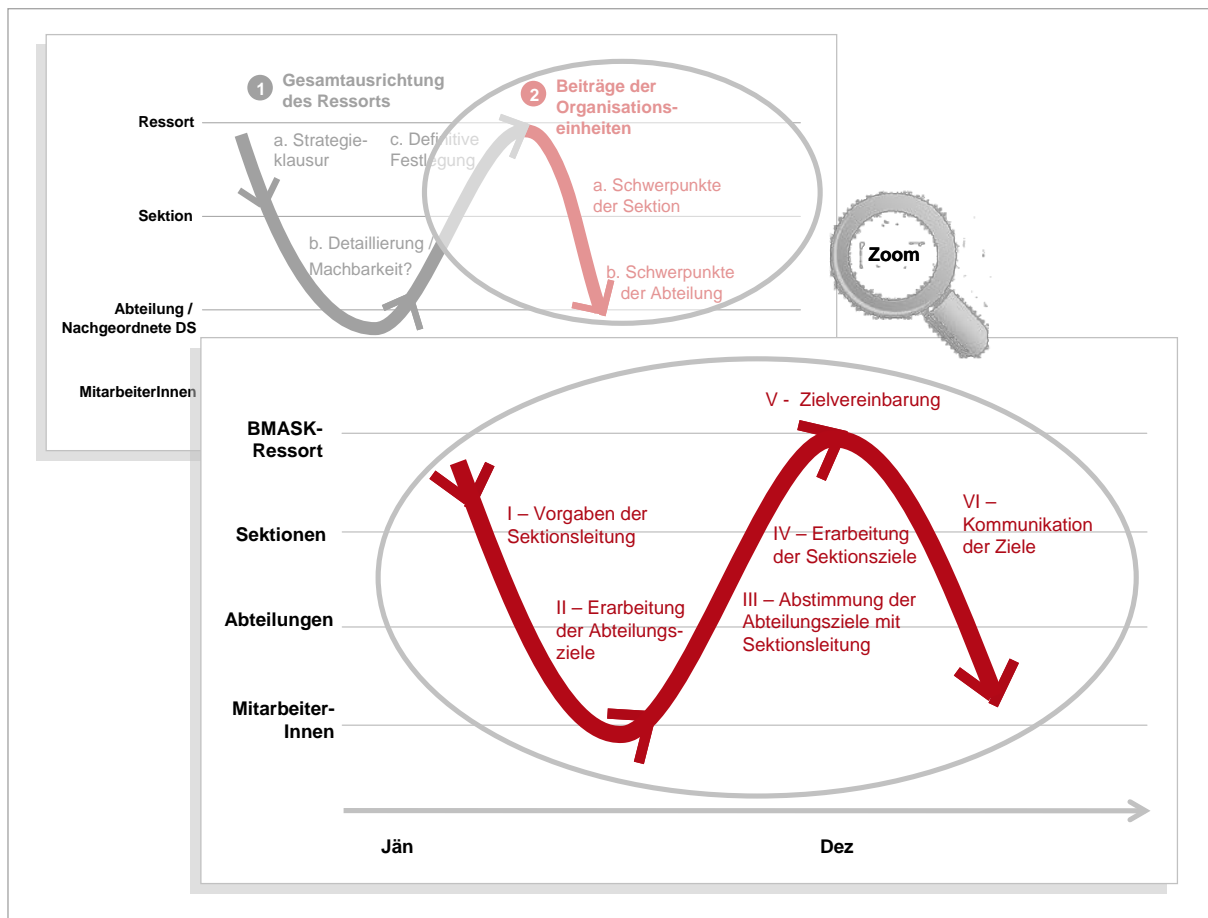 1 Gesamtausrichtung
des Ressorts
2 Beiträge der
Organisations-
einheiten
Ressort
a. Strategie-
klausur
c. Definitive
Festlegung
a. Schwerpunkte
der Sektion
Sektion
b. Detaillierung /
Machbarkeit?
b. Schwerpunkte
der Abteilung
Abteilung /
Nachgeordnete DS
MitarbeiterInnen
Zoom
V - Zielvereinbarung
BMASK-
Ressort
I – Vorgaben der
Sektionsleitung
VI –
Kommunikation
der Ziele
Sektionen
IV – Erarbeitung
der Sektionsziele
II – Erarbeitung
der Abteilungs-
ziele
III – Abstimmung der
Abteilungsziele mit
Sektionsleitung
Abteilungen
Mitarbeiter-
Innen
Jän
Dez